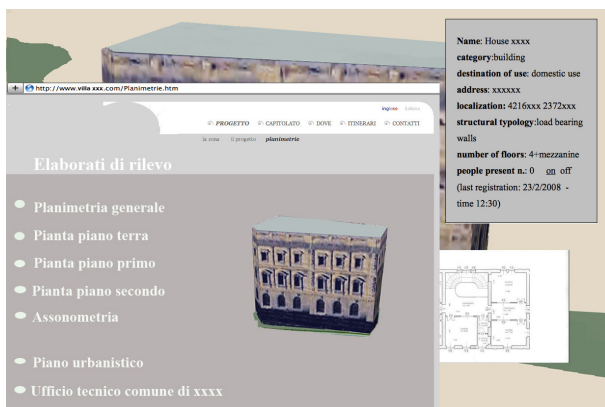 http://www.villa xxx.com/Planimetrie.htm
inglese italiano
PROGETTO CAPITOLATO DOVE ITINERARI CONTATTI
la zona il progetto planimetrie
Elaborati di rilievo
Planimetria generale
Pianta piano terra
Pianta piano primo
Pianta piano secondo
Assonometria
Piano urbanistico
Ufficio tecnico comune di xxxx
Name: House xxxx
category:building
destination of use: domestic use
address: xxxxxx
localization: 4216xxx 2372xxx
structural typology:load bearing
walls
number of floors: 4+mezzanine
people present n.: 0 on off
(last registration: 23/2/2008 -
time 12:30)